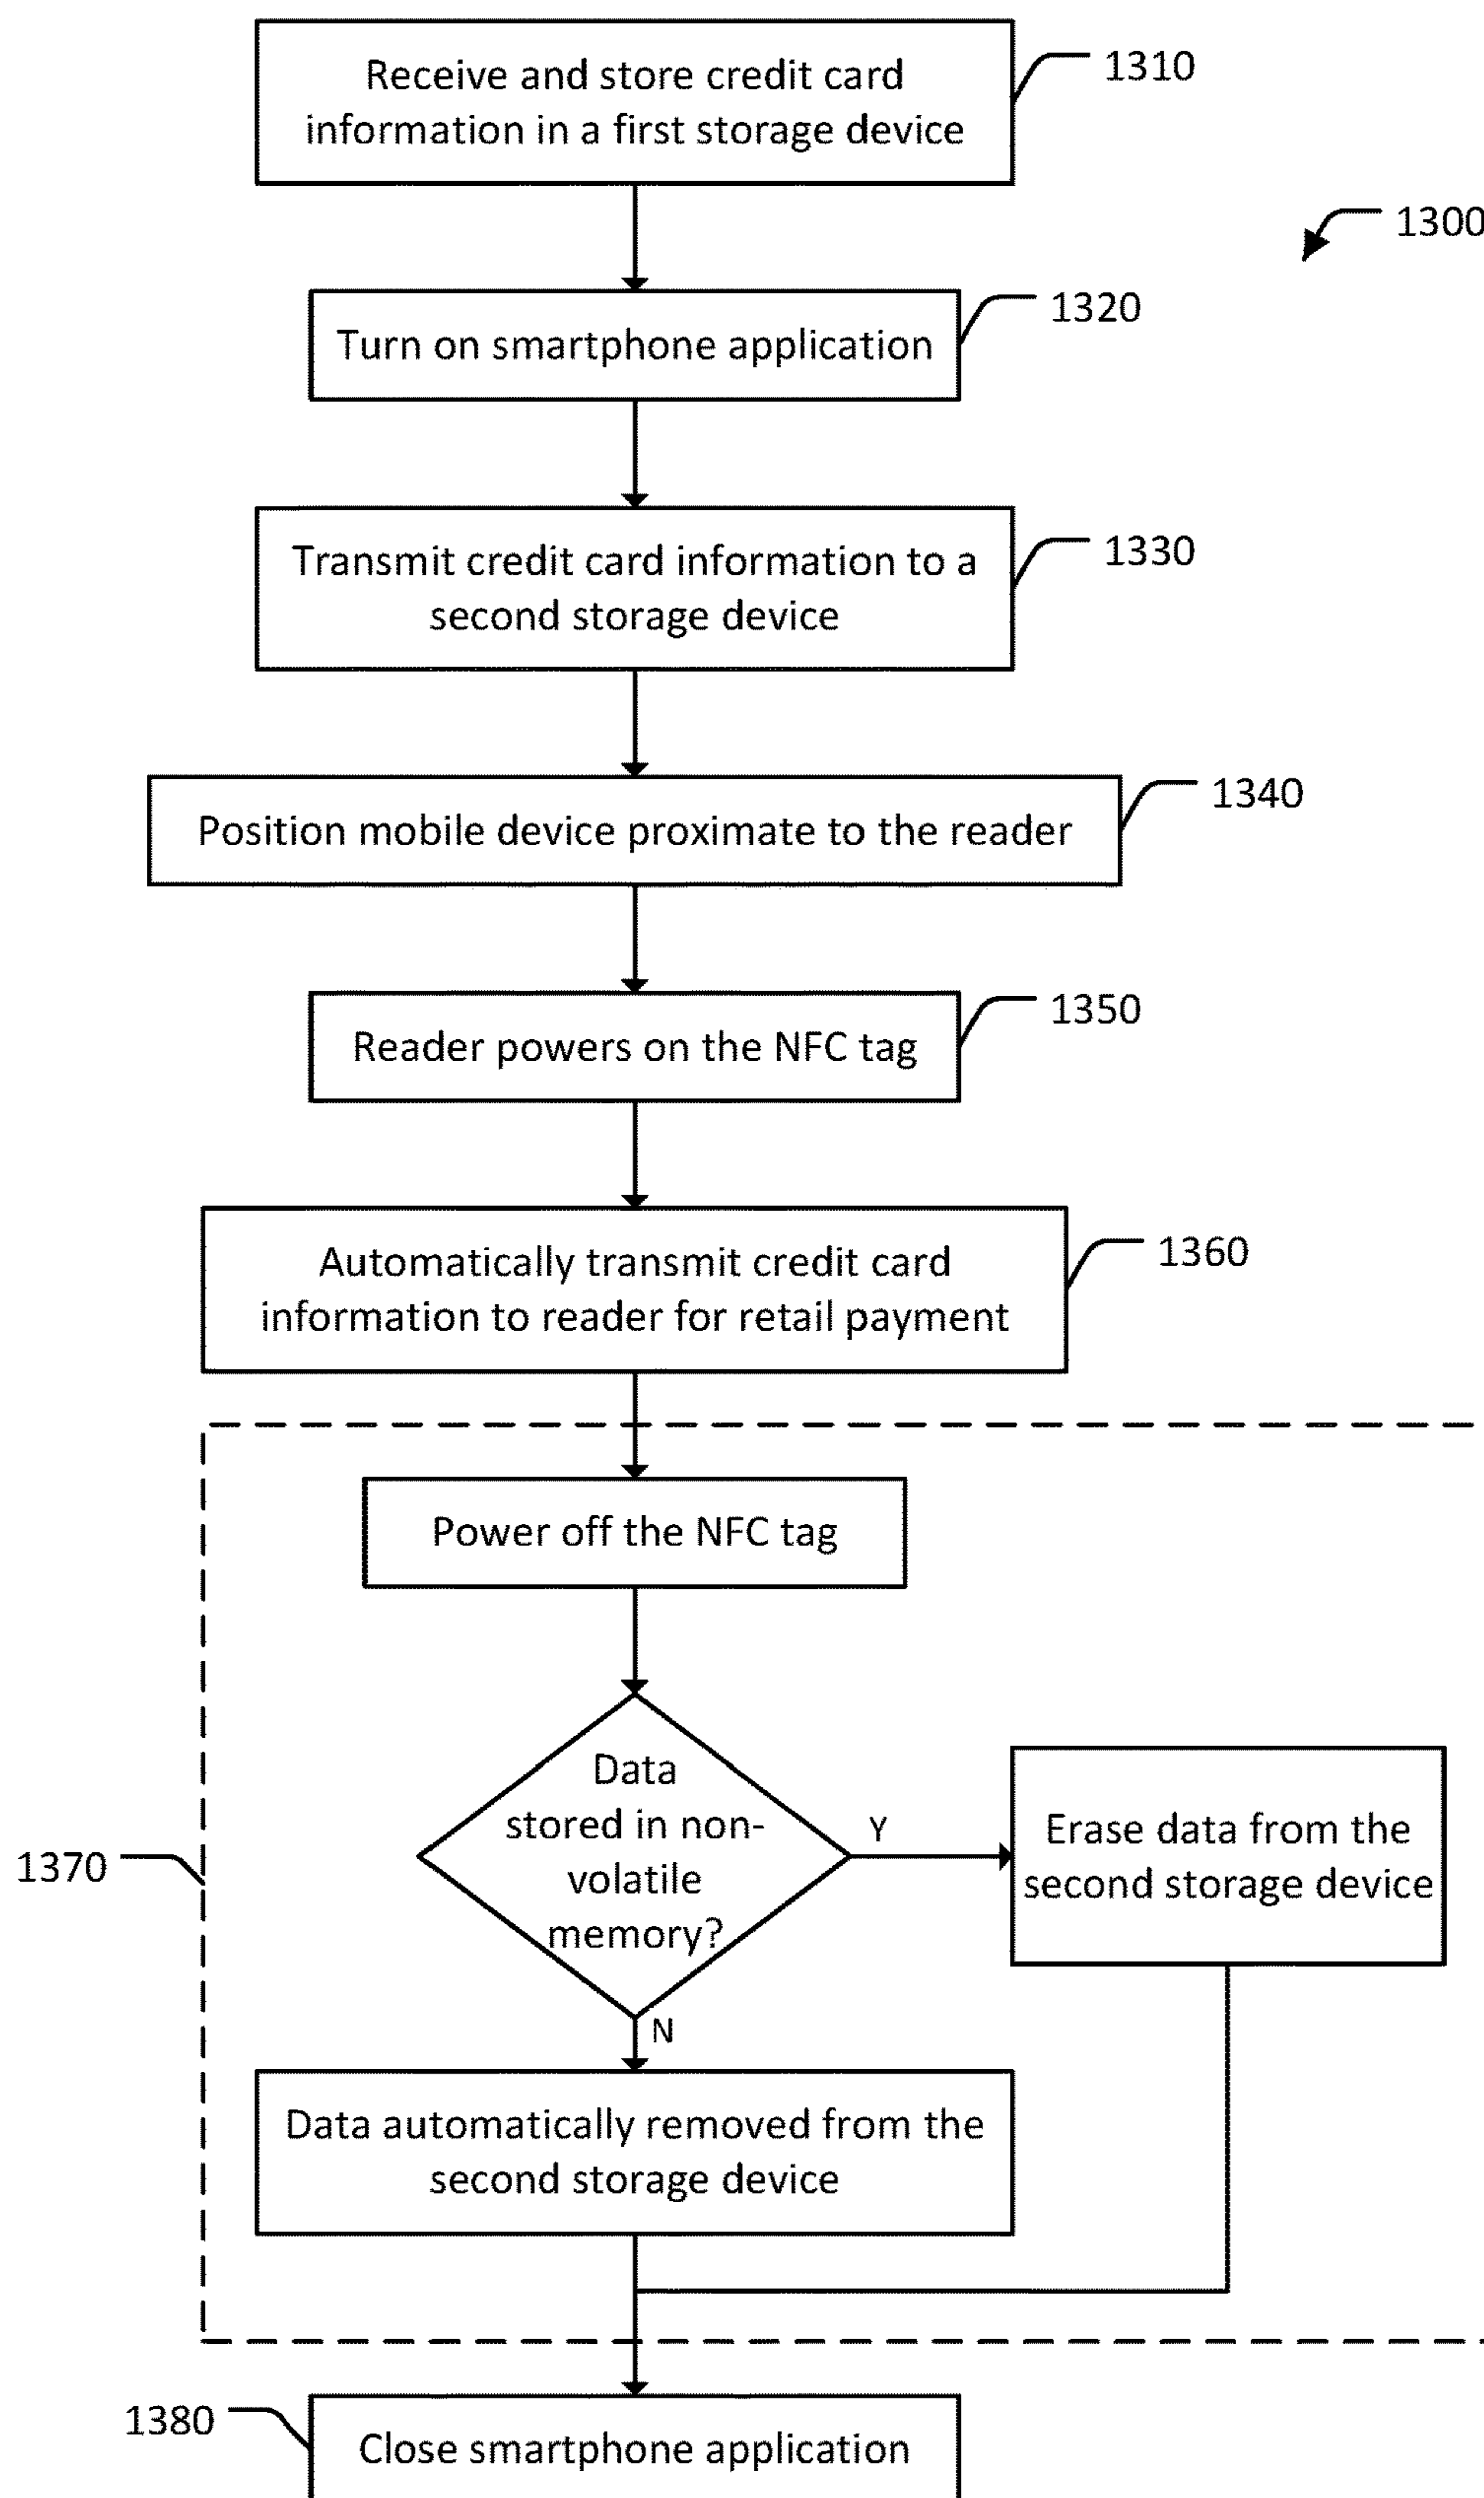 Receive and store credit card
information in a first storage device
1310
1300
Turn on smartphone application
1320
Transmit credit card information to a
second storage device
1330
Position mobile device proximate to the reader
1340
Reader powers on the NFC tag
1350
Automatically transmit credit card
information to reader for retail payment
1360
Power off the NFC tag
Data
stored in non-
volatile
memory?
Y
Erase data from the
second storage device
1370
N
Data automatically removed from the
second storage device
1380
Close smartphone application